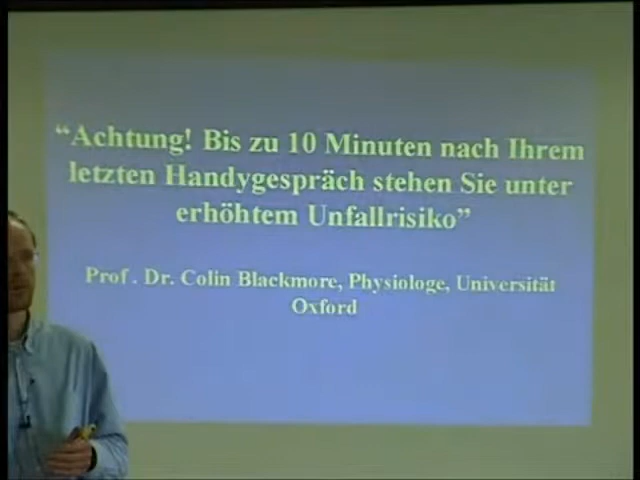 “Achtung! Bis zu 10 Minuten nach Ihrem
letzten Handygespräch stehen Sie unter
erhöhtem Unfallrisiko”
Prof. Dr. Colin Blackmore, Physiologe, Universität
Oxford